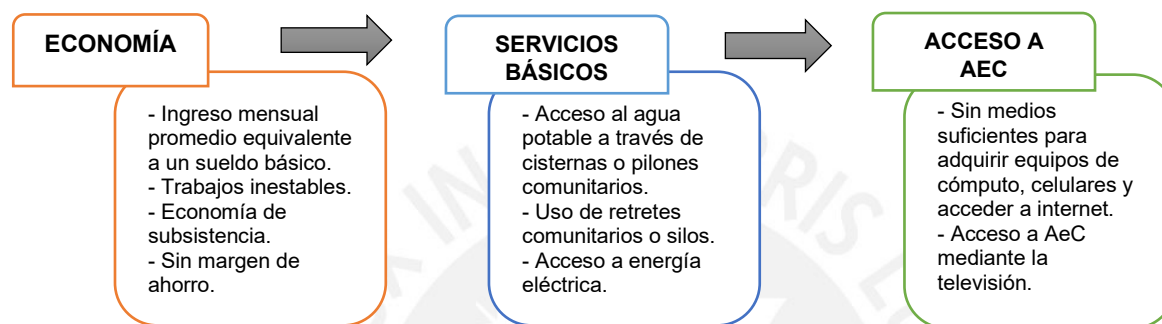 ECONOMÍA
- Ingreso mensual
promedio equivalente
a un sueldo básico.
- Trabajos inestables.
- Economía de
subsistencia.
- Sin margen de
ahorro.
SERVICIOS
BÁSICOS
- Acceso al agua
potable a través de
cisternas o pilones
comunitarios.
- Uso de retretes
comunitarios o silos.
- Acceso a energía
eléctrica.
ACCESO A
AEC
- Sin medios
suficientes para
adquirir equipos de
cómputo, celulares y
acceder a internet.
- Acceso a AeC
mediante la
televisión.